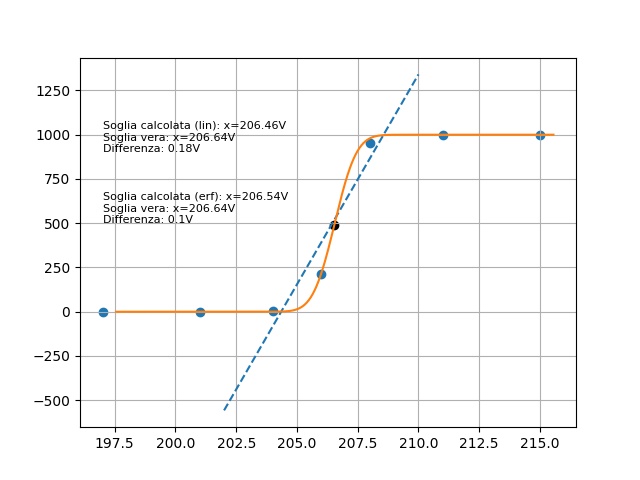 1250
1000
750
500
250
0
−250
−500
Soglia calcolata (lin): x=206.46V
Soglia vera: x=206.64V
Differenza: 0.18V
Soglia calcolata (erf): x=206.54V
Soglia vera: x=206.64V
Differenza: 0.1V
197.5 200.0 202.5 205.0 207.5 210.0 212.5 215.0